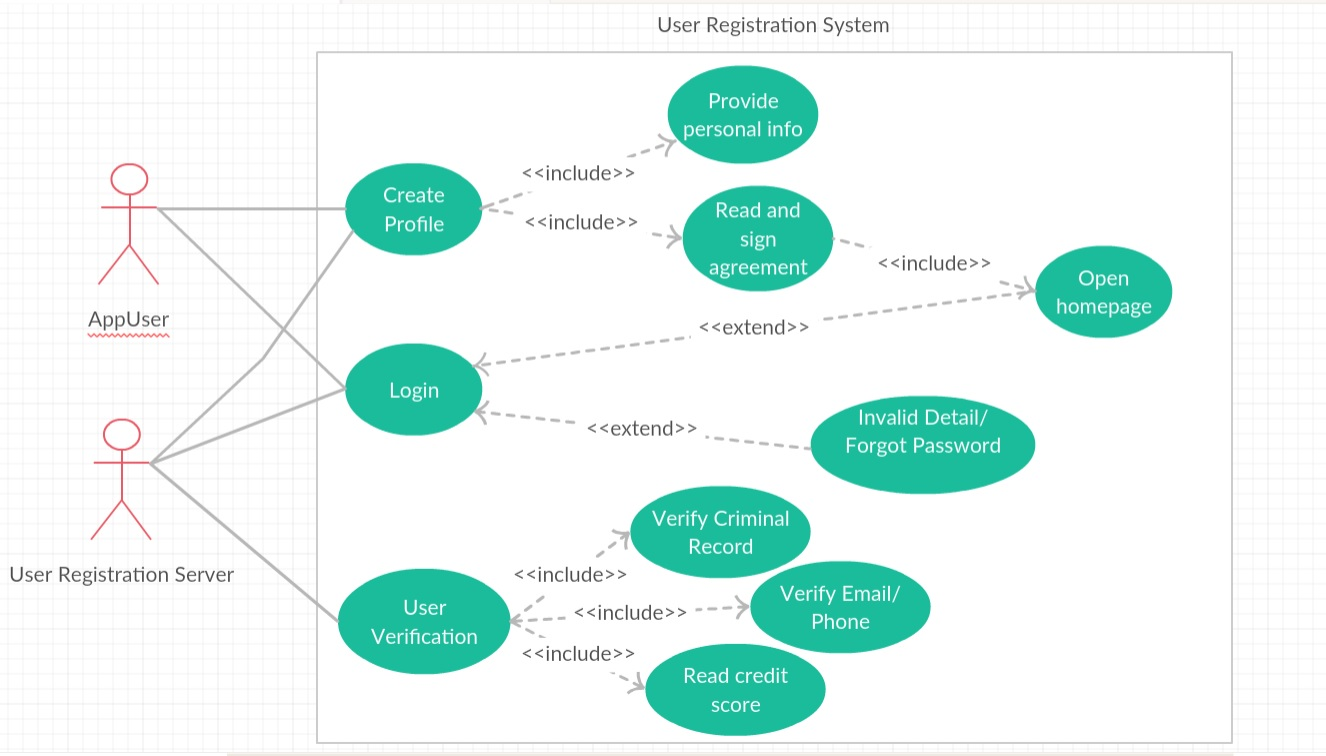 User Registration System
Provide
personal info
<<include>>
Create
Profile
<<include>>
Read and
sign
agreement
<<include>>
Open
homepage
AppUser
<<extend>>
Login
<<extend>>
Invalid Detail/
Forgot Password
User Registration Server
Verify Criminal
Record
<<include>>
User
Verification
<<include>>
Verify Email/
Phone
<<include>>
Read credit
score